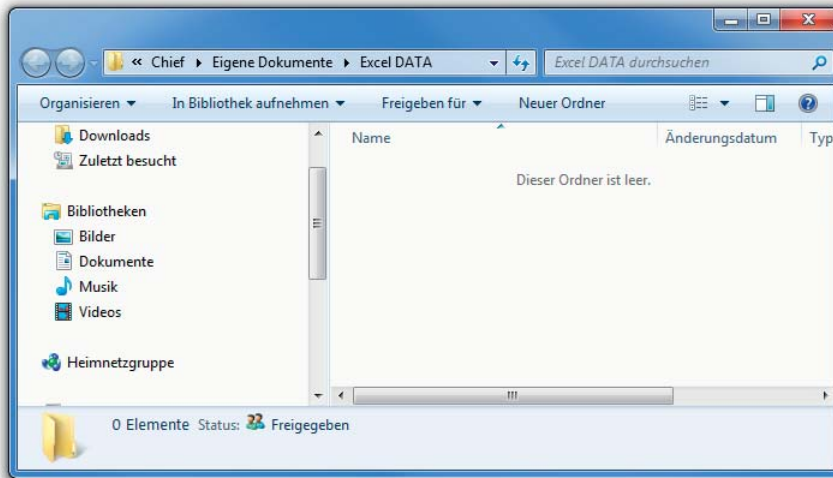 « Chief ▸ Eigene Dokumente ▸ Excel DATA
Excel DATA durchsuchen
Organisieren ▼ In Bibliothek aufnehmen ▼ Freigeben für ▼ Neuer Ordner
Downloads
Zuletzt besucht
Bibliotheken
Bilder
Dokumente
Musik
Videos
Heimnetzgruppe
Name Änderungsdatum Typ
Dieser Ordner ist leer.
0 Elemente Status: Freigegeben